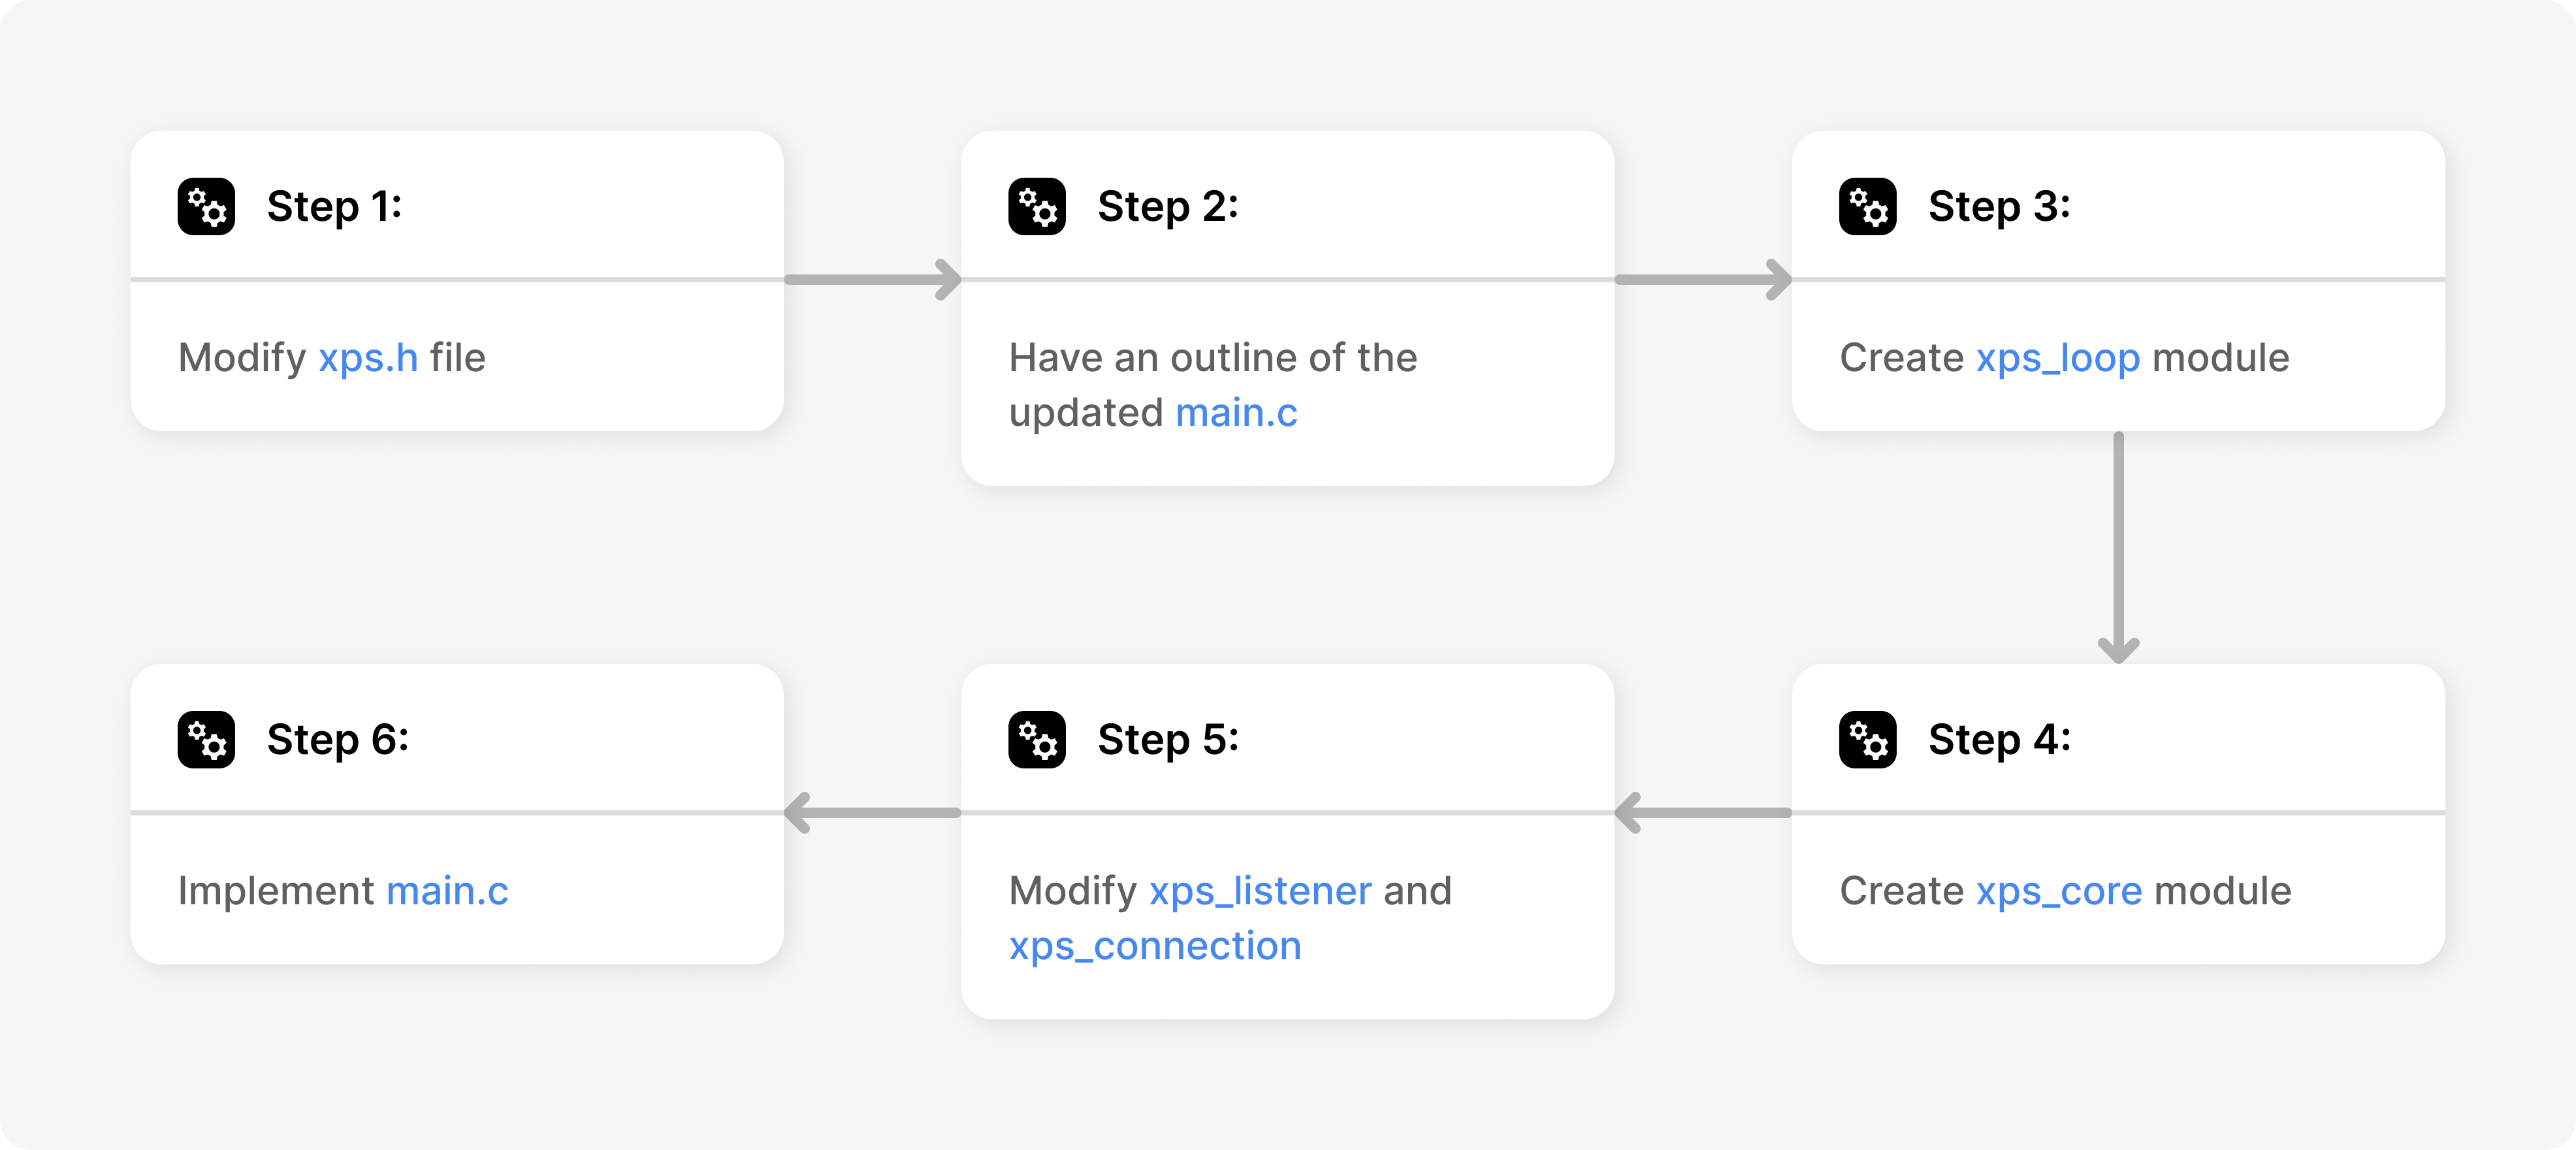 Step 1:
Modify xps.h file
Step 2:
Have an outline of the
updated main.c
Step 3:
Create xps_loop module
Step 4:
Create xps_core module
Step 5:
Modify xps_listener and
xps_connection
Step 6:
Implement main.c